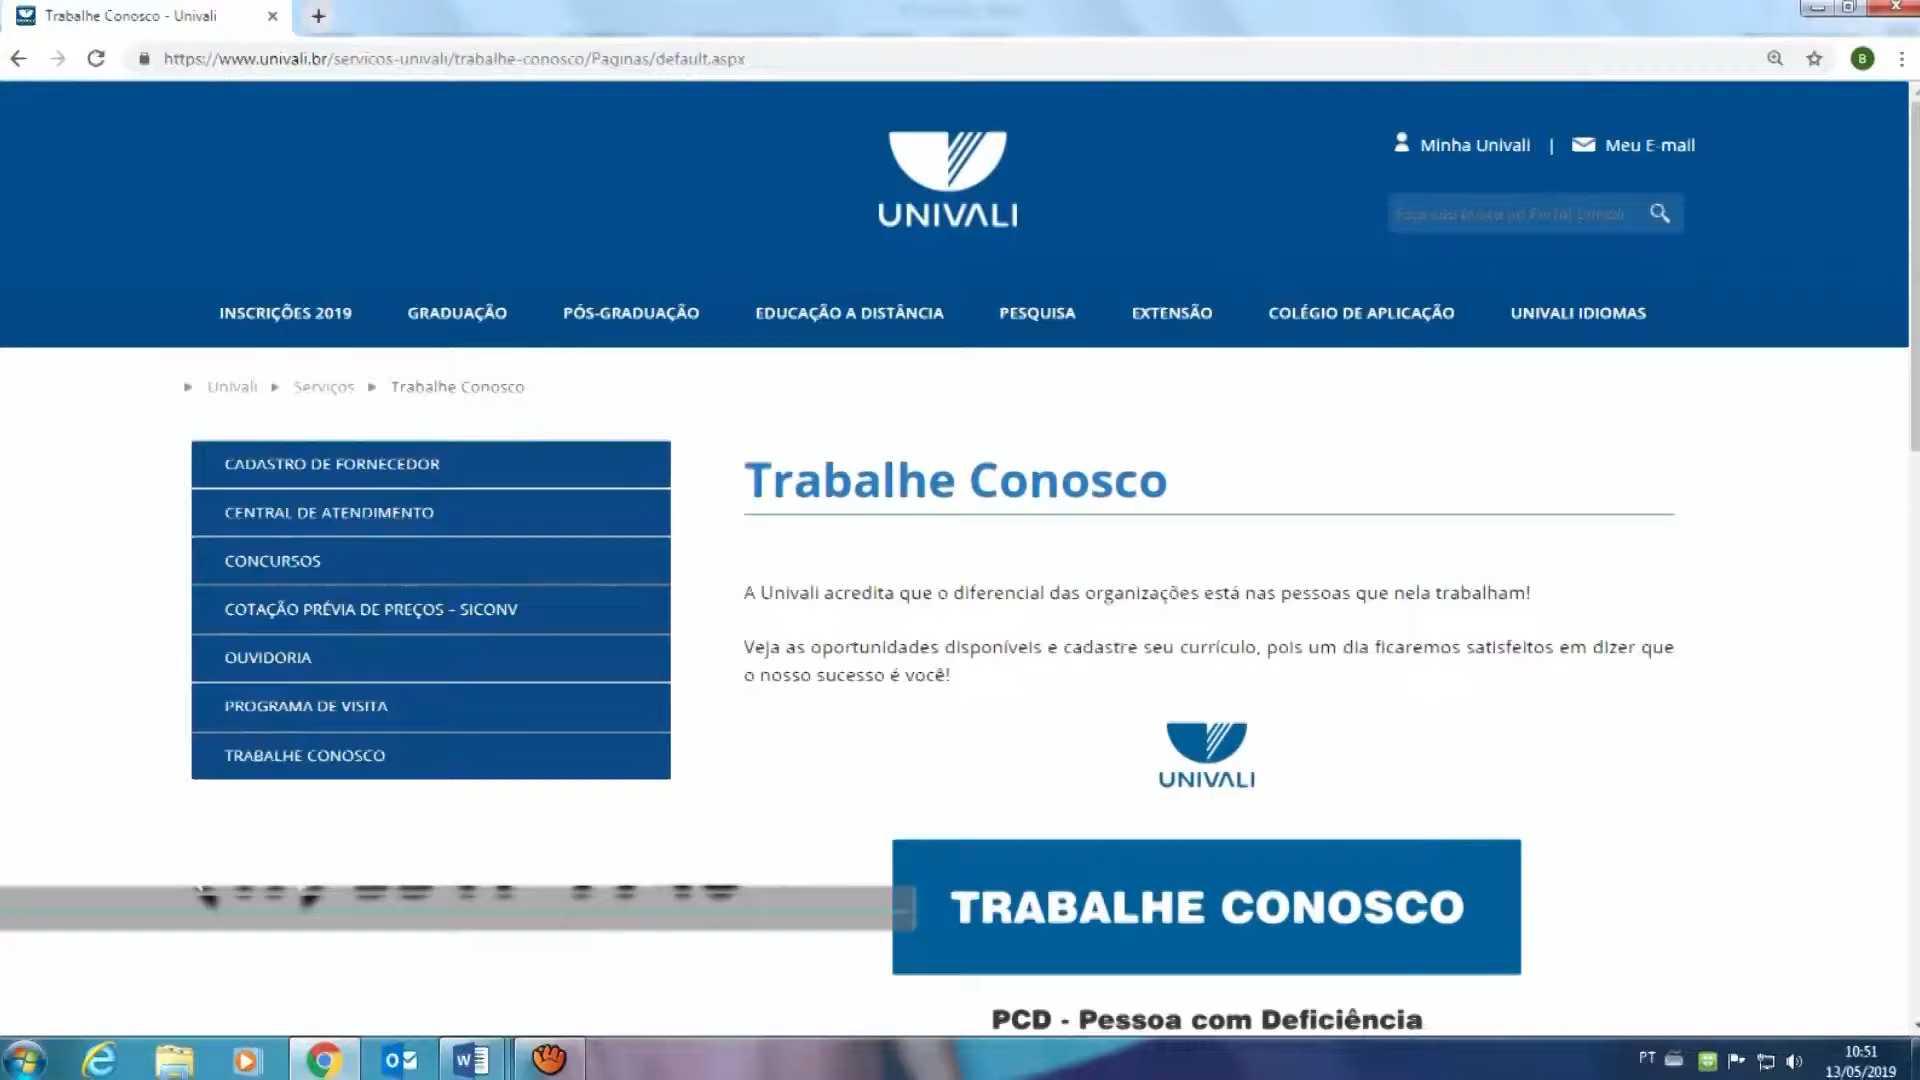 Trabalhe Conosco - Univali
https://www.univali.br/servicos-univali/trabalhe-conosco/Paginas/default.aspx
B
UNIVALI
Minha Univali | Meu E-mail
INSCRIÇÕES 2019 GRADUAÇÃO PÓS-GRADUAÇÃO EDUCAÇÃO A DISTÂNCIA PESQUISA EXTENSÃO COLÉGIO DE APLICAÇÃO UNIVALI IDIOMAS
Univali Serviços Trabalhe Conosco
CADASTRO DE FORNECEDOR
CENTRAL DE ATENDIMENTO
CONCURSOS
COTAÇÃO PRÉVIA DE PREÇOS – SICONV
OUVIDORIA
PROGRAMA DE VISITA
TRABALHE CONOSCO
Trabalhe Conosco
A Univali acredita que o diferencial das organizações está nas pessoas que nela trabalham!
Veja as oportunidades disponíveis e cadastre seu currículo, pois um dia ficaremos satisfeitos em dizer que
o nosso sucesso é você!
UNIVALI
TRABALHE CONOSCO
PCD - Pessoa com Deficiência
PT
10:51
13/05/2019